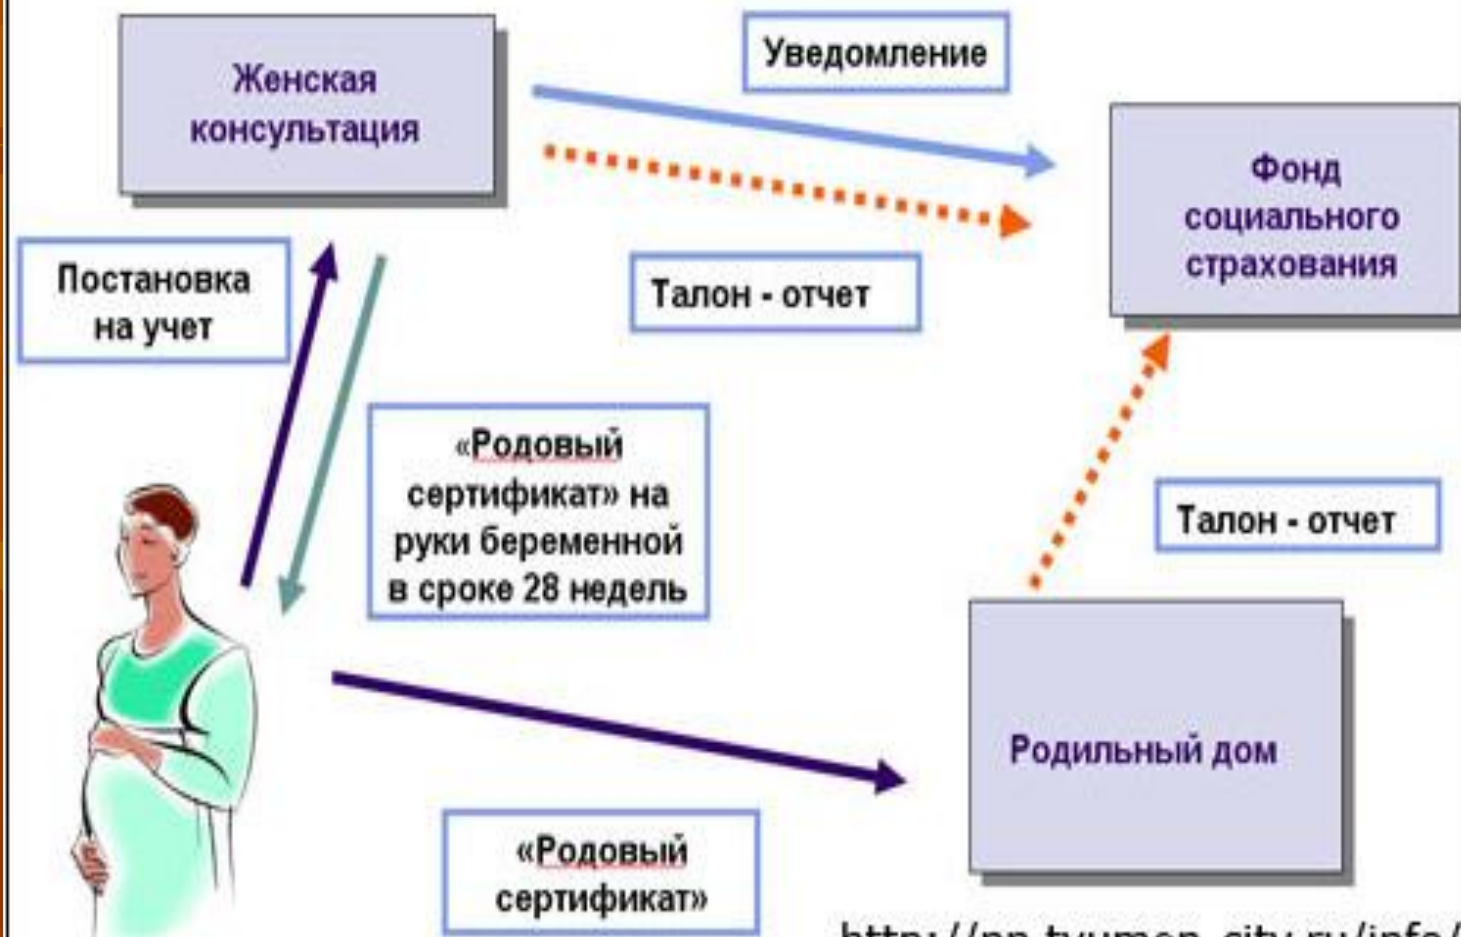 Женская
консультация
Уведомление
Фонд
социального
страхования
Талон - отчет
Постановка
на учет
«Родовый
сертификат» на
руки беременной
в сроке 28 недель
Талон - отчет
Родильный дом
«Родовый
сертификат»